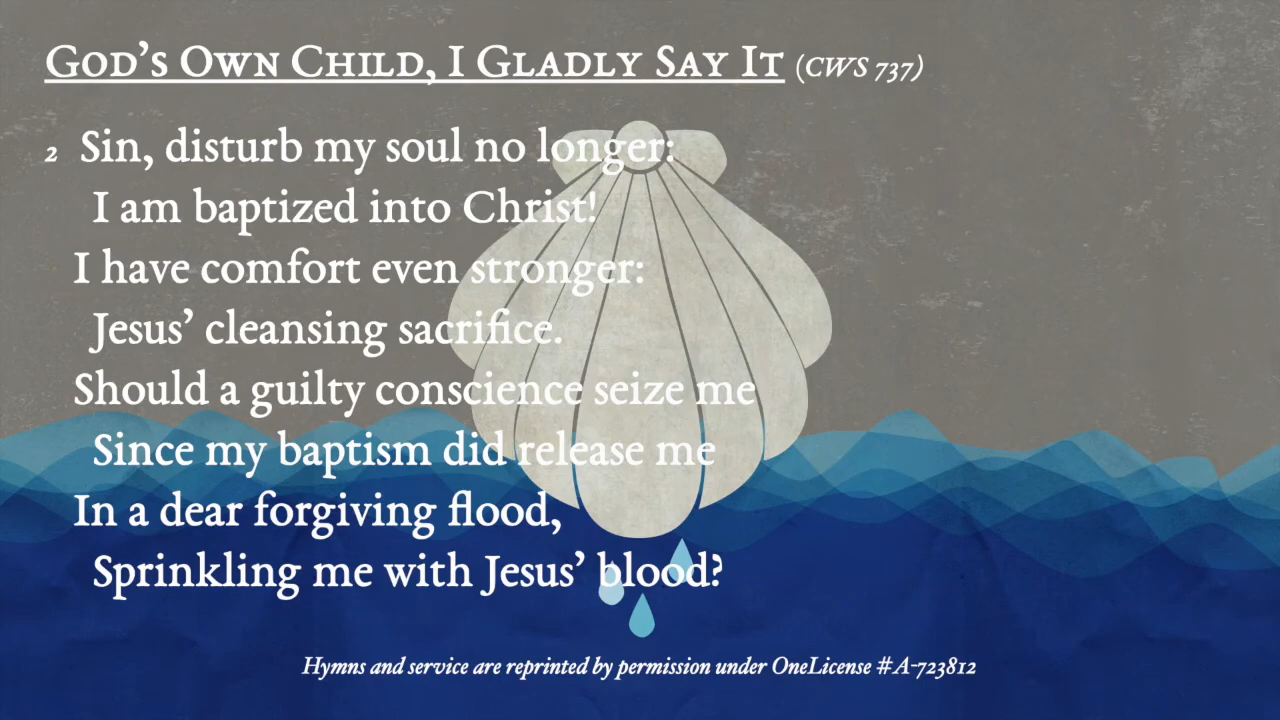 God's Own Child, I Gladly Say It (CWS 737)
2 Sin, disturb my soul no longer:
I am baptized into Christ!
I have comfort even stronger:
Jesus' cleansing sacrifice.
Should a guilty conscience seize me
Since my baptism did release me
In a dear forgiving flood,
Sprinkling me with Jesus' blood?
Hymns and service are reprinted by permission under OneLicense #A-723812